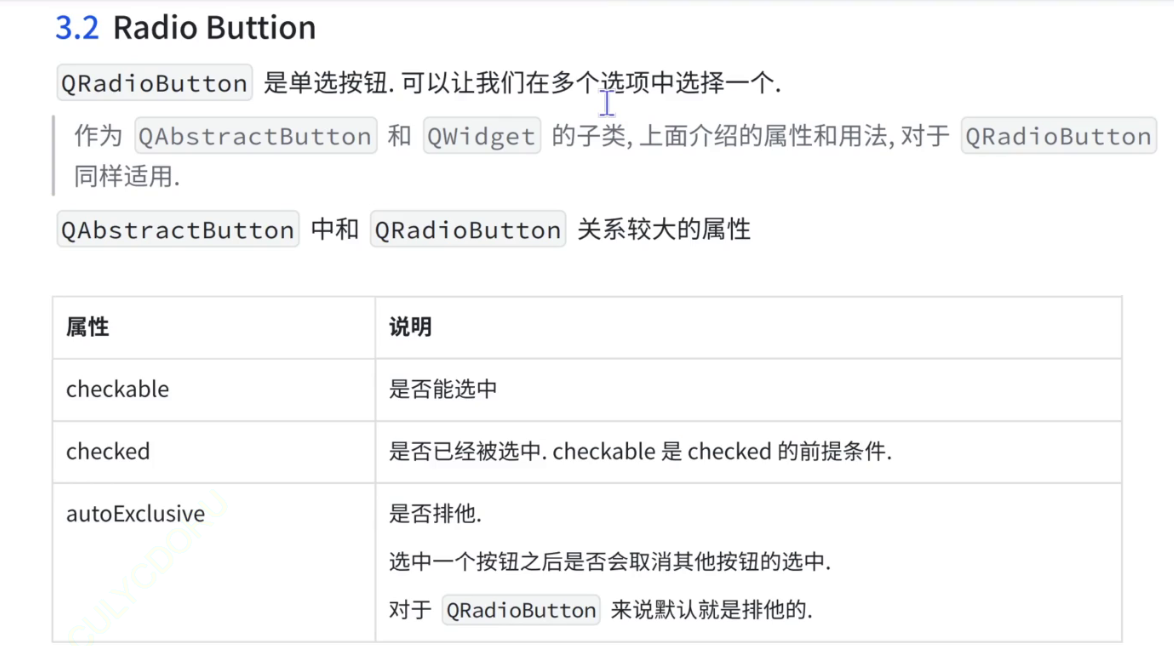 3.2 Radio Buttion
QRadioButton 是单选按钮. 可以让我们在多个选项中选择一个.
作为 QAbstractButton 和 QWidget 的子类, 上面介绍的属性和用法, 对于 QRadioButton
同样适用.
QAbstractButton 中和 QRadioButton 关系较大的属性
属性 说明
checkable 是否能选中
checked 是否已经被选中. checkable 是 checked 的前提条件.
autoExclusive 是否排他.
选中一个按钮之后是否会取消其他按钮的选中.
对于 QRadioButton 来说默认就是排他的.